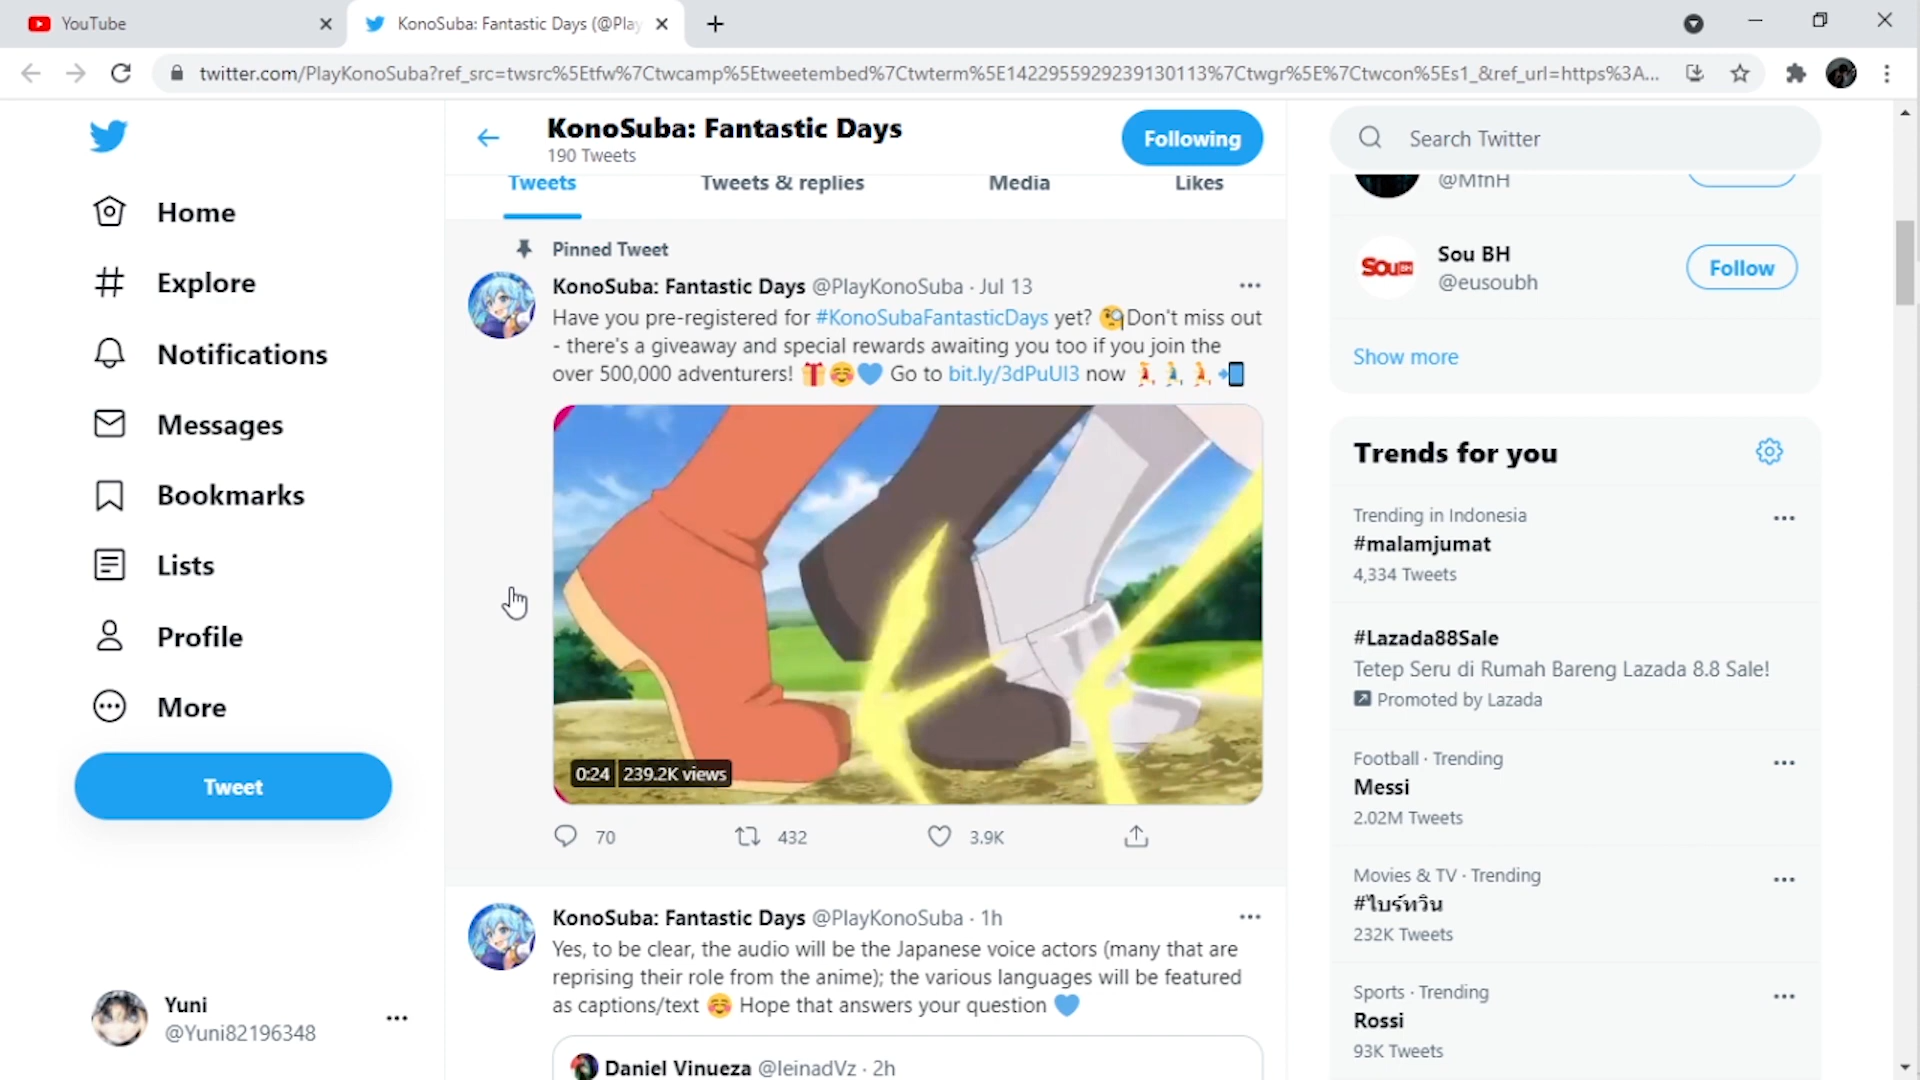 YouTube
KonoSuba: Fantastic Days (@Play
twitter.com/PlayKonoSuba?ref_src=twsrc%5Etfw%7Ctwcamp%5Etweetembed%7Ctwterm%5E1422955929239130113%7Ctwgr%5E%7Ctwcon%5Es1_&ref_url=https%3A...
Home
Explore
Notifications
Messages
Bookmarks
Lists
Profile
More
Tweet
Yuni
@Yuni82196348
KonoSuba: Fantastic Days
190 Tweets
Following
Tweets
Tweets & replies
Media
Likes
Pinned Tweet
KonoSuba: Fantastic Days @PlayKonoSuba · Jul 13
Have you pre-registered for #KonoSubaFantasticDays yet? 🧐Don't miss out
- there's a giveaway and special rewards awaiting you too if you join the
over 500,000 adventurers! 🎁☺️💙 Go to bit.ly/3dPuUI3 now 🏃🏃🏃📲
0:24
239.2K views
70
432
3.9K
KonoSuba: Fantastic Days @PlayKonoSuba · 1h
Yes, to be clear, the audio will be the Japanese voice actors (many that are
reprising their role from the anime); the various languages will be featured
as captions/text ☺️ Hope that answers your question 💙
Daniel Vinueza @leinadVz · 2h
Search Twitter
@MfnH
Sou BH
Sou BH
@eusoubh
Follow
Show more
Trends for you
Trending in Indonesia
#malamjumat
4,334 Tweets
#Lazada88Sale
Tetep Seru di Rumah Bareng Lazada 8.8 Sale!
Promoted by Lazada
Football · Trending
Messi
2.02M Tweets
Movies & TV · Trending
#ไบร์ทวิน
232K Tweets
Sports · Trending
Rossi
93K Tweets